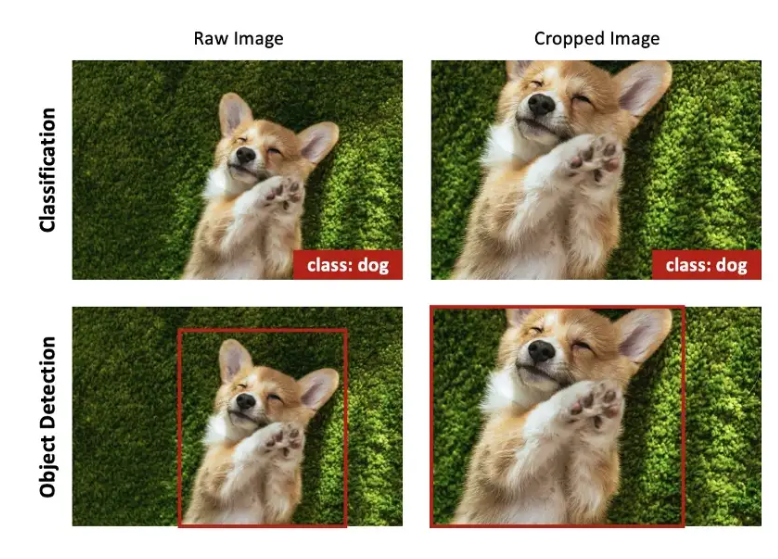 Raw Image
Cropped Image
Classification
class: dog
class: dog
Object Detection